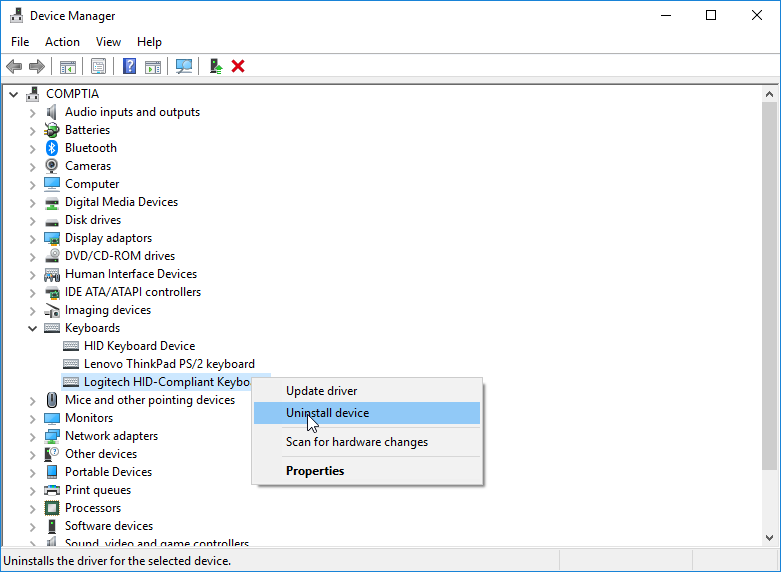 Device Manager
File Action View Help
COMPTIA
Audio inputs and outputs
Batteries
Bluetooth
Cameras
Computer
Digital Media Devices
Disk drives
Display adaptors
DVD/CD-ROM drives
Human Interface Devices
IDE ATA/ATAPI controllers
Imaging devices
Keyboards
HID Keyboard Device
Lenovo ThinkPad PS/2 keyboard
Logitech HID-Compliant Keybo
Update driver
Uninstall device
Scan for hardware changes
Properties
Mice and other pointing devices
Monitors
Network adapters
Other devices
Portable Devices
Print queues
Processors
Software devices
Sound, video and game controllers
Uninstalls the driver for the selected device.